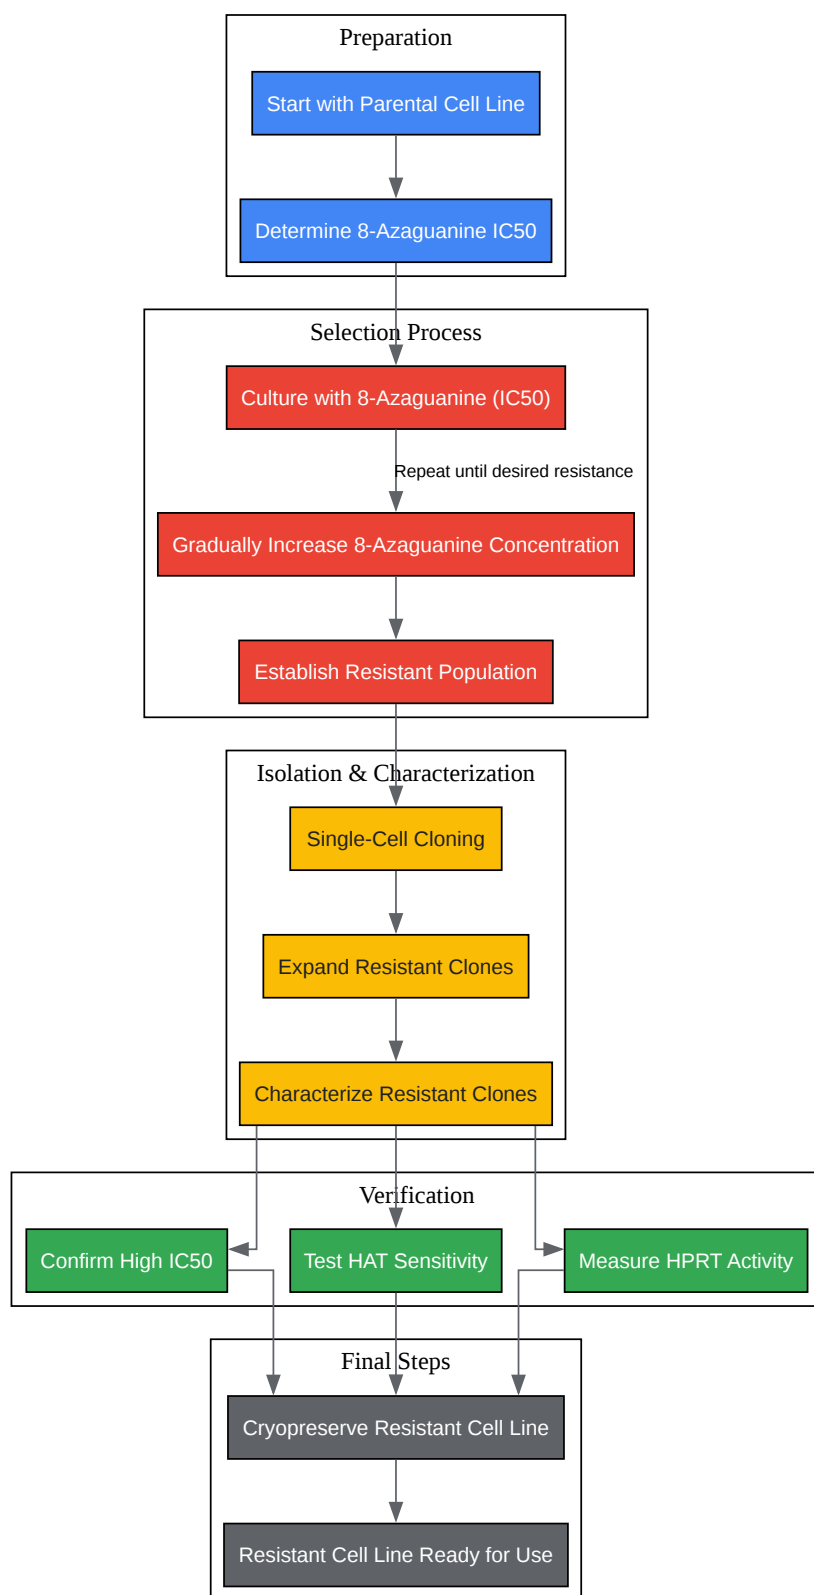 Preparation
Start with Parental Cell Line
Determine 8-Azaguanine IC50
Selection Process
Culture with 8-Azaguanine (IC50)
Repeat until desired resistance
Gradually Increase 8-Azaguanine Concentration
Establish Resistant Population
Isolation & Characterization
Single-Cell Cloning
Expand Resistant Clones
Characterize Resistant Clones
Verification
Confirm High IC50
Test HAT Sensitivity
Measure HPRT Activity
Final Steps
Cryopreserve Resistant Cell Line
Resistant Cell Line Ready for Use